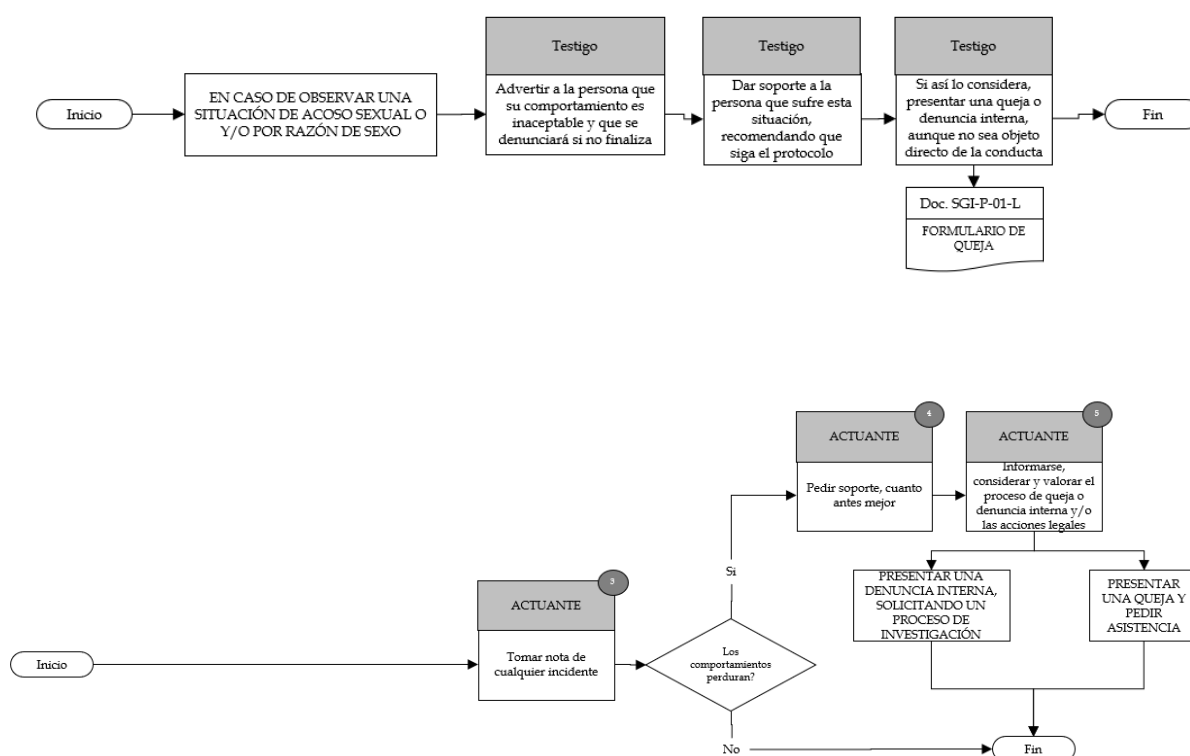 Inicio
EN CASO DE OBSERVAR UNA
SITUACIÓN DE ACOSO SEXUAL O
Y/O POR RAZÓN DE SEXO
Testigo
Advertir a la persona que
su comportamiento es
inaceptable y que se
denunciará si no finaliza
Testigo
Dar soporte a la
persona que sufre esta
situación,
recomendando que
siga el protocolo
Testigo
Si así lo considera,
presentar una queja o
denuncia interna,
aunque no sea objeto
directo de la conducta
Fin
Doc. SGI-P-01-L
FORMULARIO DE
QUEJA
Inicio
3
ACTUANTE
Tomar nota de
cualquier incidente
Los
comportamientos
perduran?
Si
4
ACTUANTE
Pedir soporte, cuanto
antes mejor
5
ACTUANTE
Informarse,
considerar y valorar el
proceso de queja o
denuncia interna y/o
las acciones legales
PRESENTAR UNA
DENUNCIA INTERNA,
SOLICITANDO UN
PROCESO DE
INVESTIGACIÓN
PRESENTAR
UNA QUEJA Y
PEDIR
ASISTENCIA
No
Fin